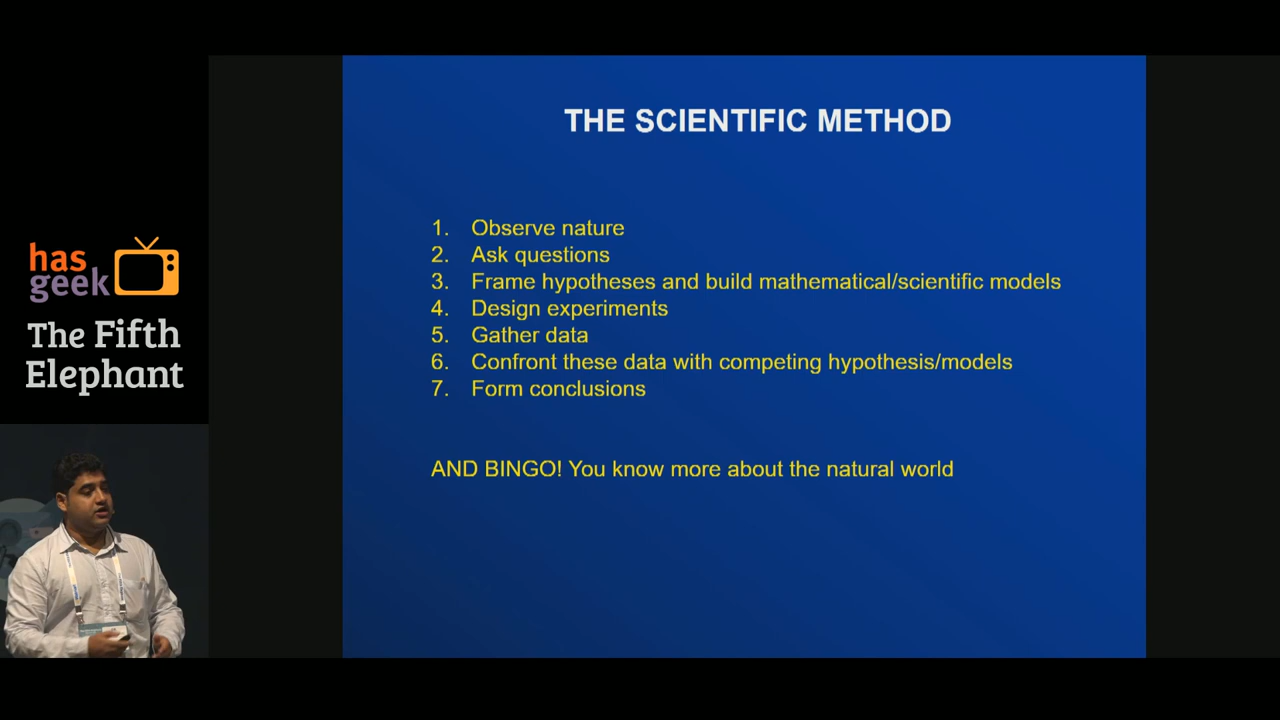 THE SCIENTIFIC METHOD
1. Observe nature
2. Ask questions
3. Frame hypotheses and build mathematical/scientific models
4. Design experiments
5. Gather data
6. Confront these data with competing hypothesis/models
7. Form conclusions
AND BINGO! You know more about the natural world
has
geek
The Fifth
Elephant